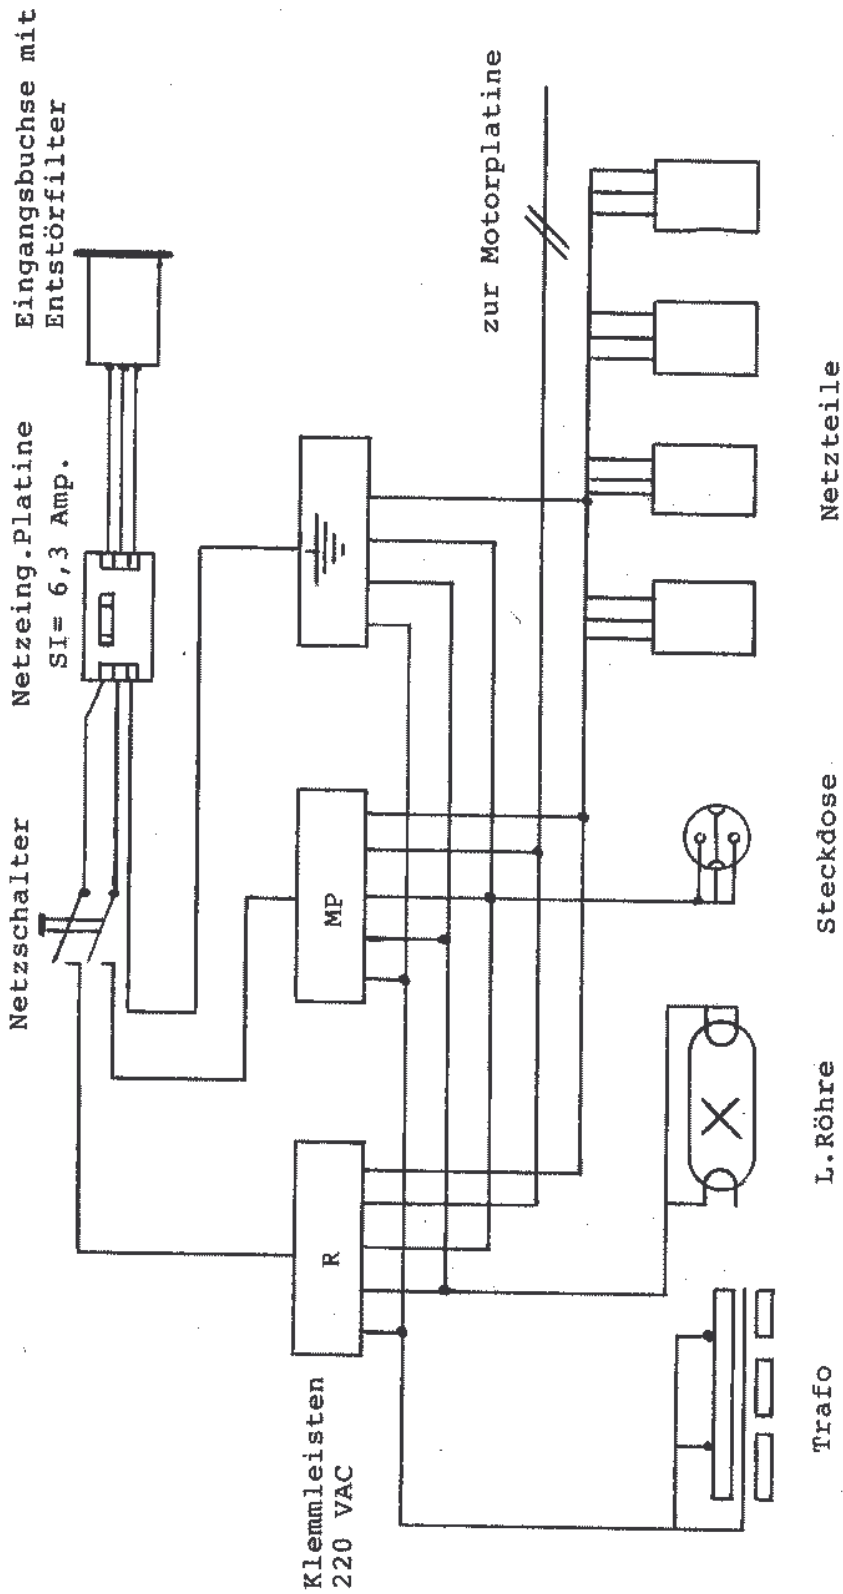 Netzschalter
Netzeing.Platine
SI= 6,3 Amp.
Eingangsbuchse mit
Entstörfilter
Klemmleisten
220 VAC
R
MP
zur Motorplatine
Trafo
L.Röhre
Steckdose
Netzteile